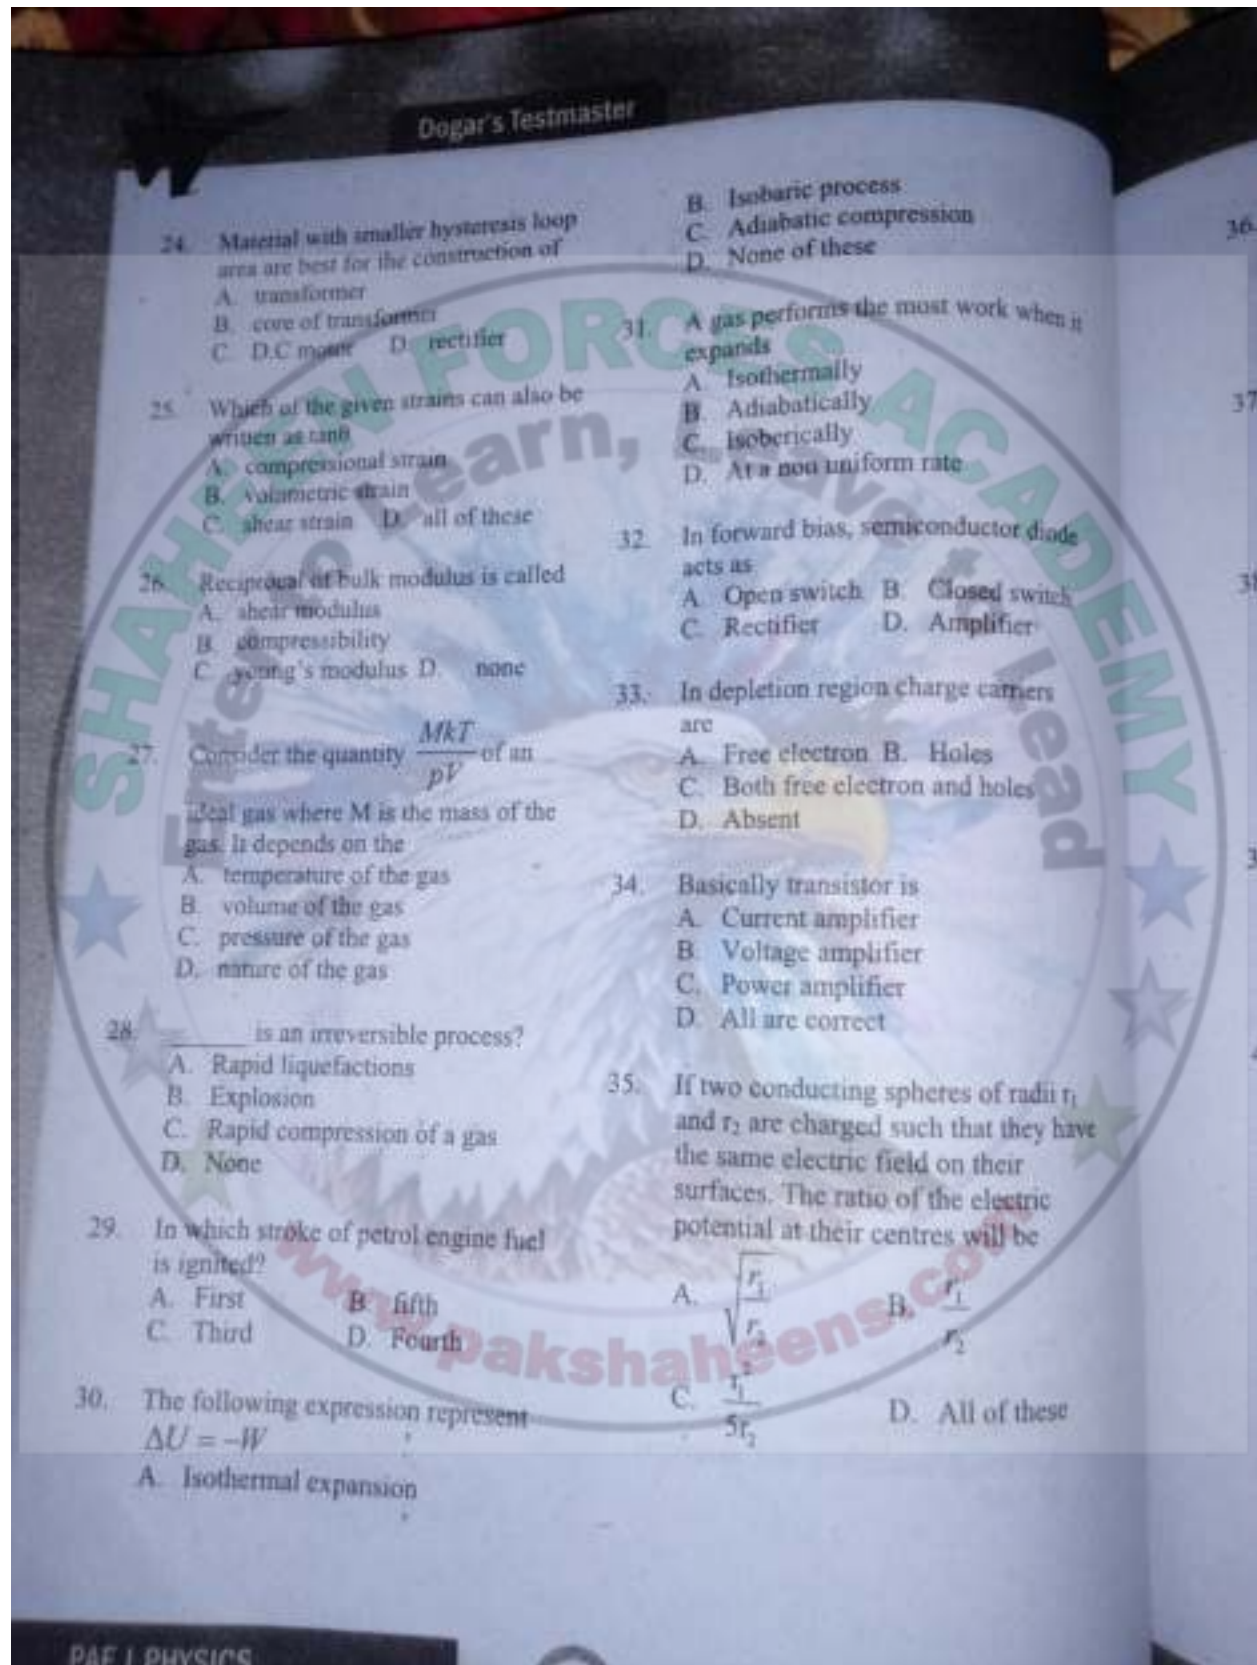 Dogar's Testmaster
24. Material with smaller hysteresis loop
area are best for the construction of
A. transformer
B. core of transformer
C. D.C motor D. rectifier
25. Which of the given strains can also be
written as tanθ
A. compressional strain
B. volumetric strain
C. shear strain D. all of these
26. Reciprocal of bulk modulus is called
A. shear modulus
B. compressibility
C. young's modulus D. none
27. Consider the quantity MkT/pV of an
ideal gas where M is the mass of the
gas. It depends on the
A. temperature of the gas
B. volume of the gas
C. pressure of the gas
D. nature of the gas
28. ______ is an irreversible process?
A. Rapid liquefactions
B. Explosion
C. Rapid compression of a gas
D. None
29. In which stroke of petrol engine fuel
is ignited?
A. First B fifth
C. Third D. Fourth
30. The following expression represent
ΔU = –W
A. Isothermal expansion
B. Isobaric process
C. Adiabatic compression
D. None of these
31. A gas performs the most work when it
expands
A. Isothermally
B. Adiabatically
C. Isoberically
D. At a non uniform rate
32. In forward bias, semiconductor diode
acts as
A. Open switch B. Closed switch
C. Rectifier D. Amplifier
33. In depletion region charge carriers
are
A. Free electron B. Holes
C. Both free electron and holes
D. Absent
34. Basically transistor is
A. Current amplifier
B. Voltage amplifier
C. Power amplifier
D. All are correct
35. If two conducting spheres of radii r₁
and r₂ are charged such that they have
the same electric field on their
surfaces. The ratio of the electric
potential at their centres will be
A. √(r₁/r₂) B. r₁/r₂
C. r₁²/5r₂ D. All of these
36.
37
PAF | PHYSICS
SHAHEEN FORCES ACADEMY
Enter to Learn, Leave to Lead
www.pakshaheens.com